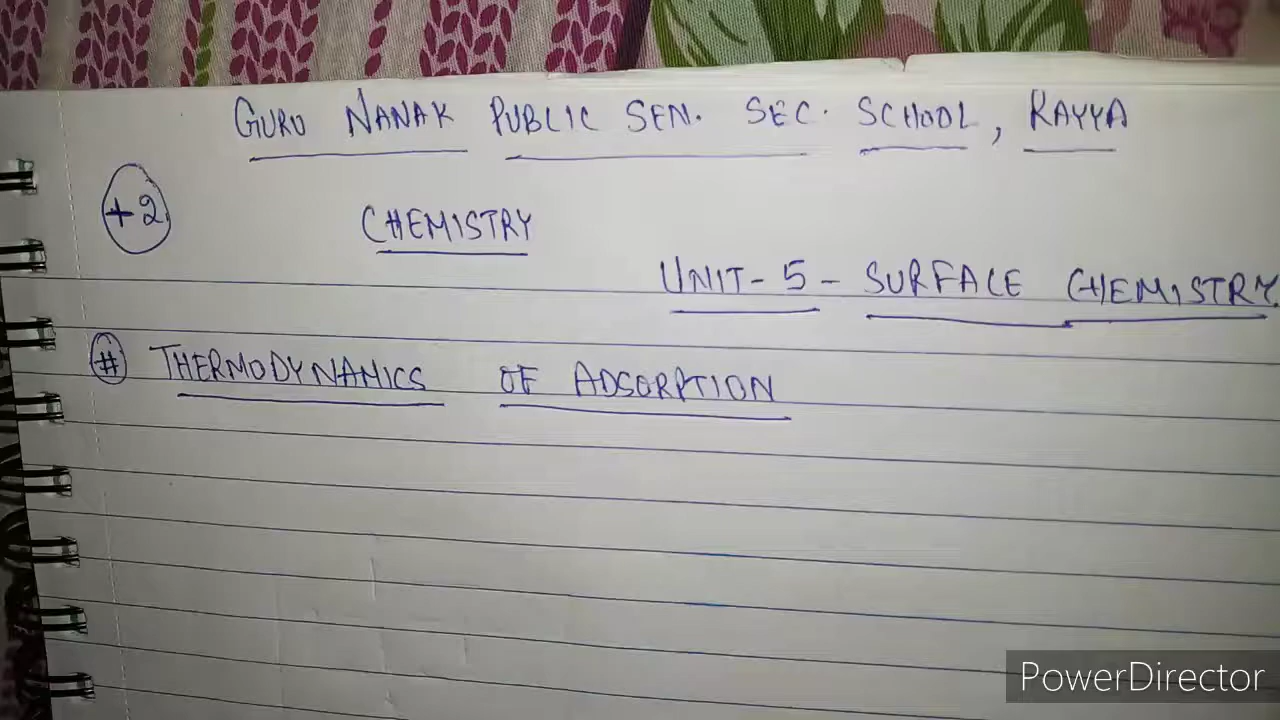 GURU NANAK PUBLIC SEN. SEC. SCHOOL, RAYYA
+2
CHEMISTRY
UNIT-5- SURFACE CHEMISTRY
# THERMODYNAMICS OF ADSORPTION
PowerDirector